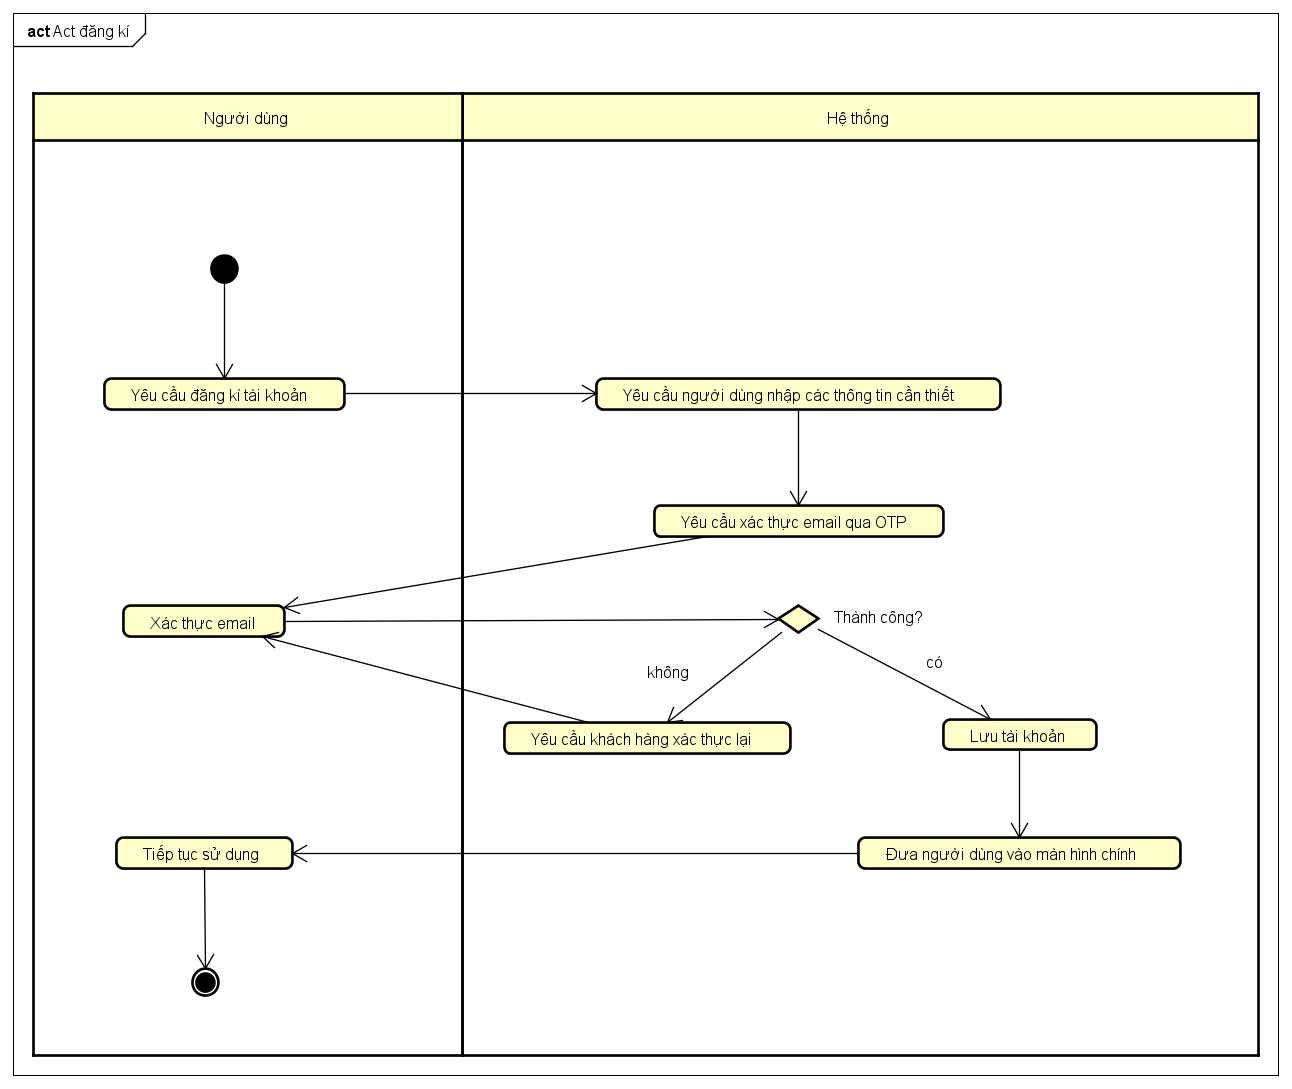 act Act đăng kí
Người dùng
Hệ thống
Yêu cầu đăng kí tài khoản
Yêu cầu người dùng nhập các thông tin cần thiết
Yêu cầu xác thực email qua OTP
Xác thực email
Thành công?
không
có
Yêu cầu khách hàng xác thực lại
Lưu tài khoản
Tiếp tục sử dụng
Đưa người dùng vào màn hình chính